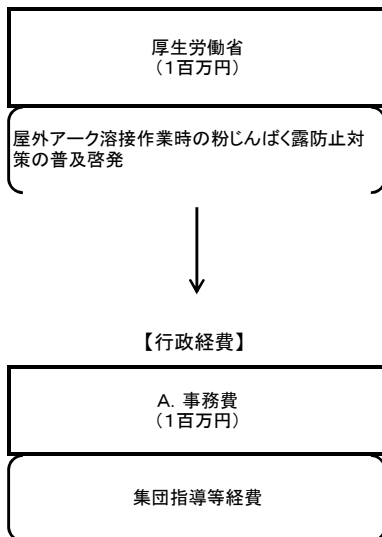 厚生労働省
（１百万円）
屋外アーク溶接作業時の粉じんばく露防止対
策の普及啓発
【行政経費】
Ａ．事務費
（１百万円）
集団指導等経費